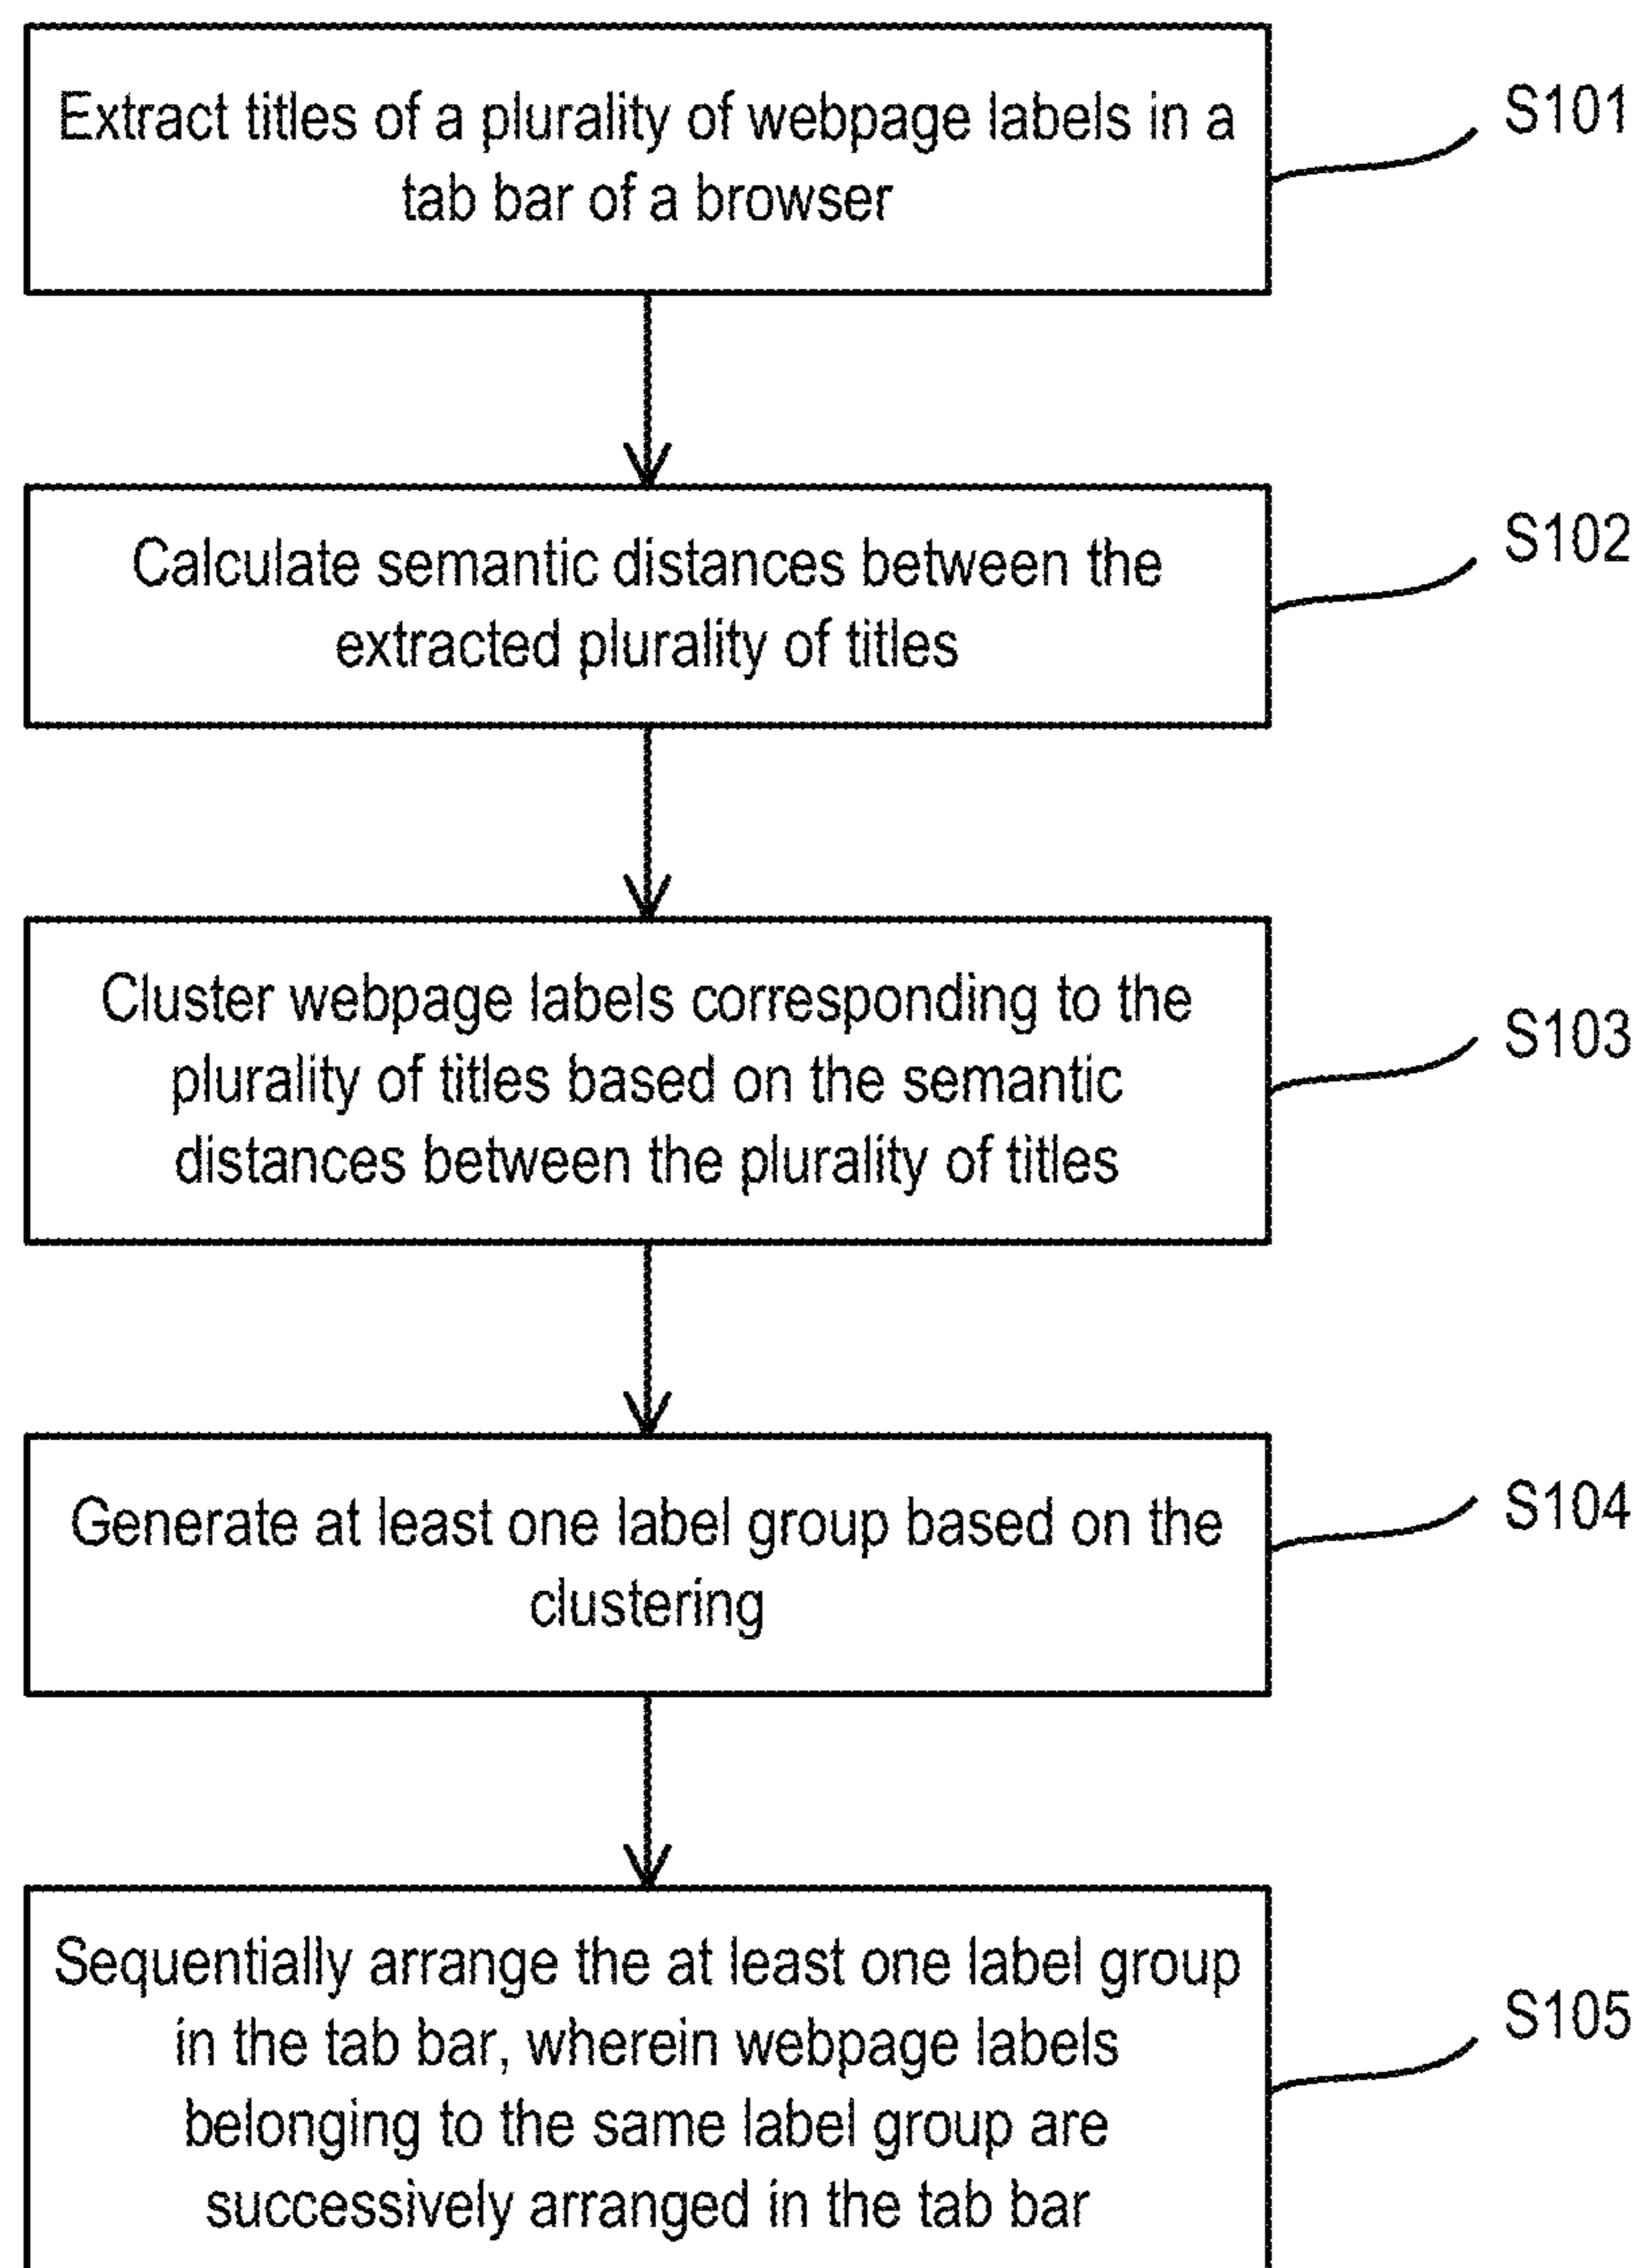 Extract titles of a plurality of webpage labels in a
tab bar of a browser
S101
Calculate semantic distances between the
extracted plurality of titles
S102
Cluster webpage labels corresponding to the
plurality of titles based on the semantic
distances between the plurality of titles
S103
Generate at least one label group based on the
clustering
S104
Sequentially arrange the at least one label group
in the tab bar, wherein webpage labels
belonging to the same label group are
successively arranged in the tab bar
S105